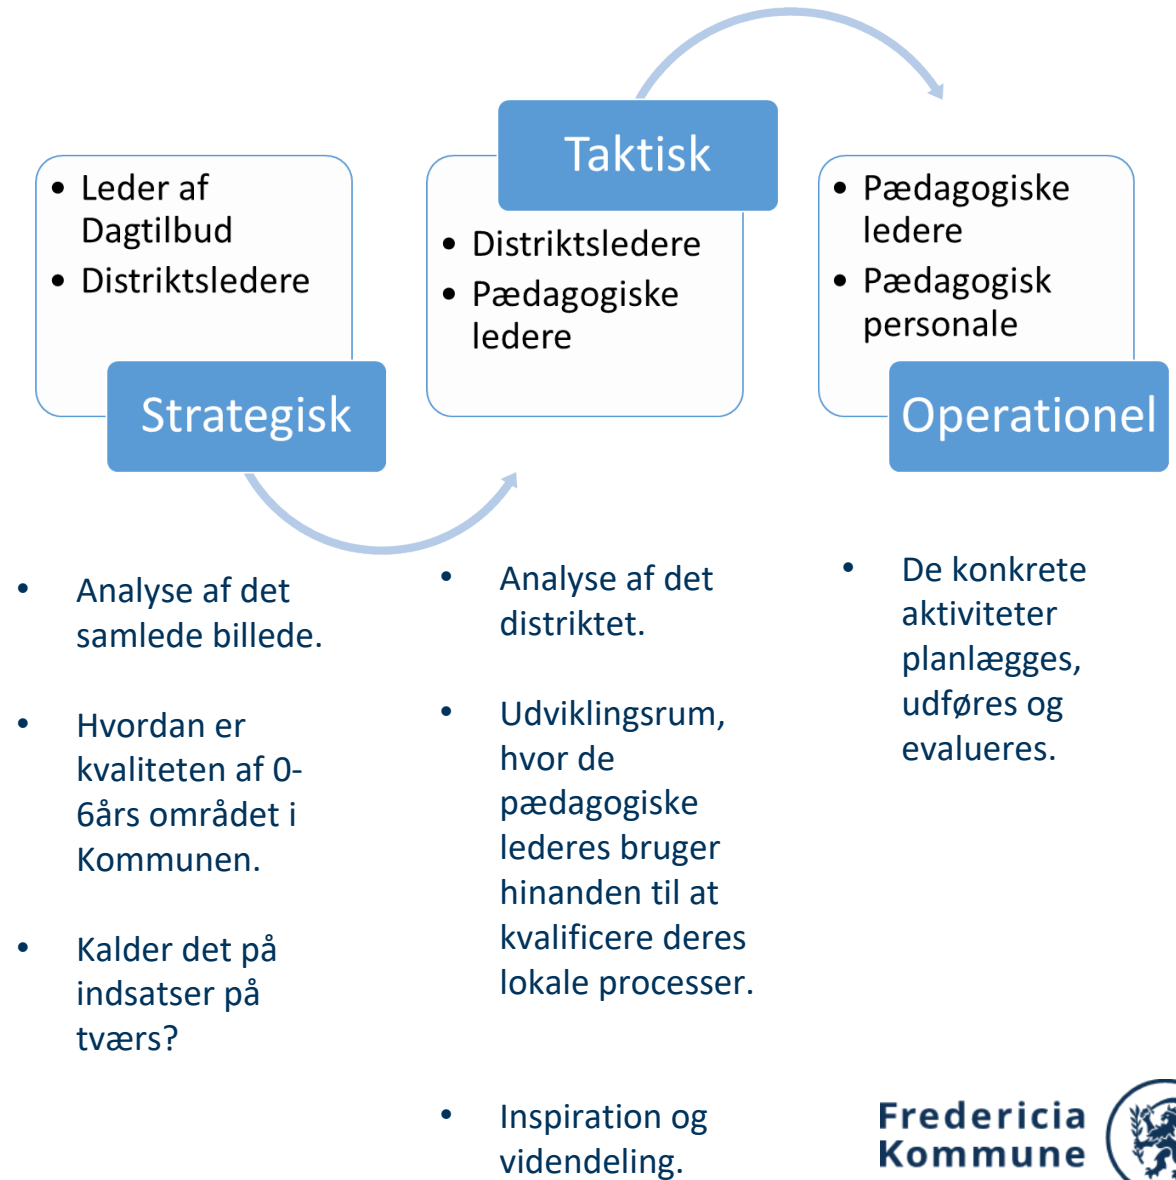 • Leder af
Dagtilbud
• Distriktsledere
Strategisk
Taktisk
• Distriktsledere
• Pædagogiske
ledere
• Pædagogiske
ledere
• Pædagogisk
personale
Operationel
• Analyse af det
samlede billede.
• Hvordan er
kvaliteten af 0-
6års området i
Kommunen.
• Kalder det på
indsatser på
tværs?
• Analyse af det
distriktet.
• Udviklingsrum,
hvor de
pædagogiske
lederes bruger
hinanden til at
kvalificere deres
lokale processer.
• Inspiration og
videndeling.
• De konkrete
aktiviteter
planlægges,
udføres og
evalueres.
Fredericia
Kommune